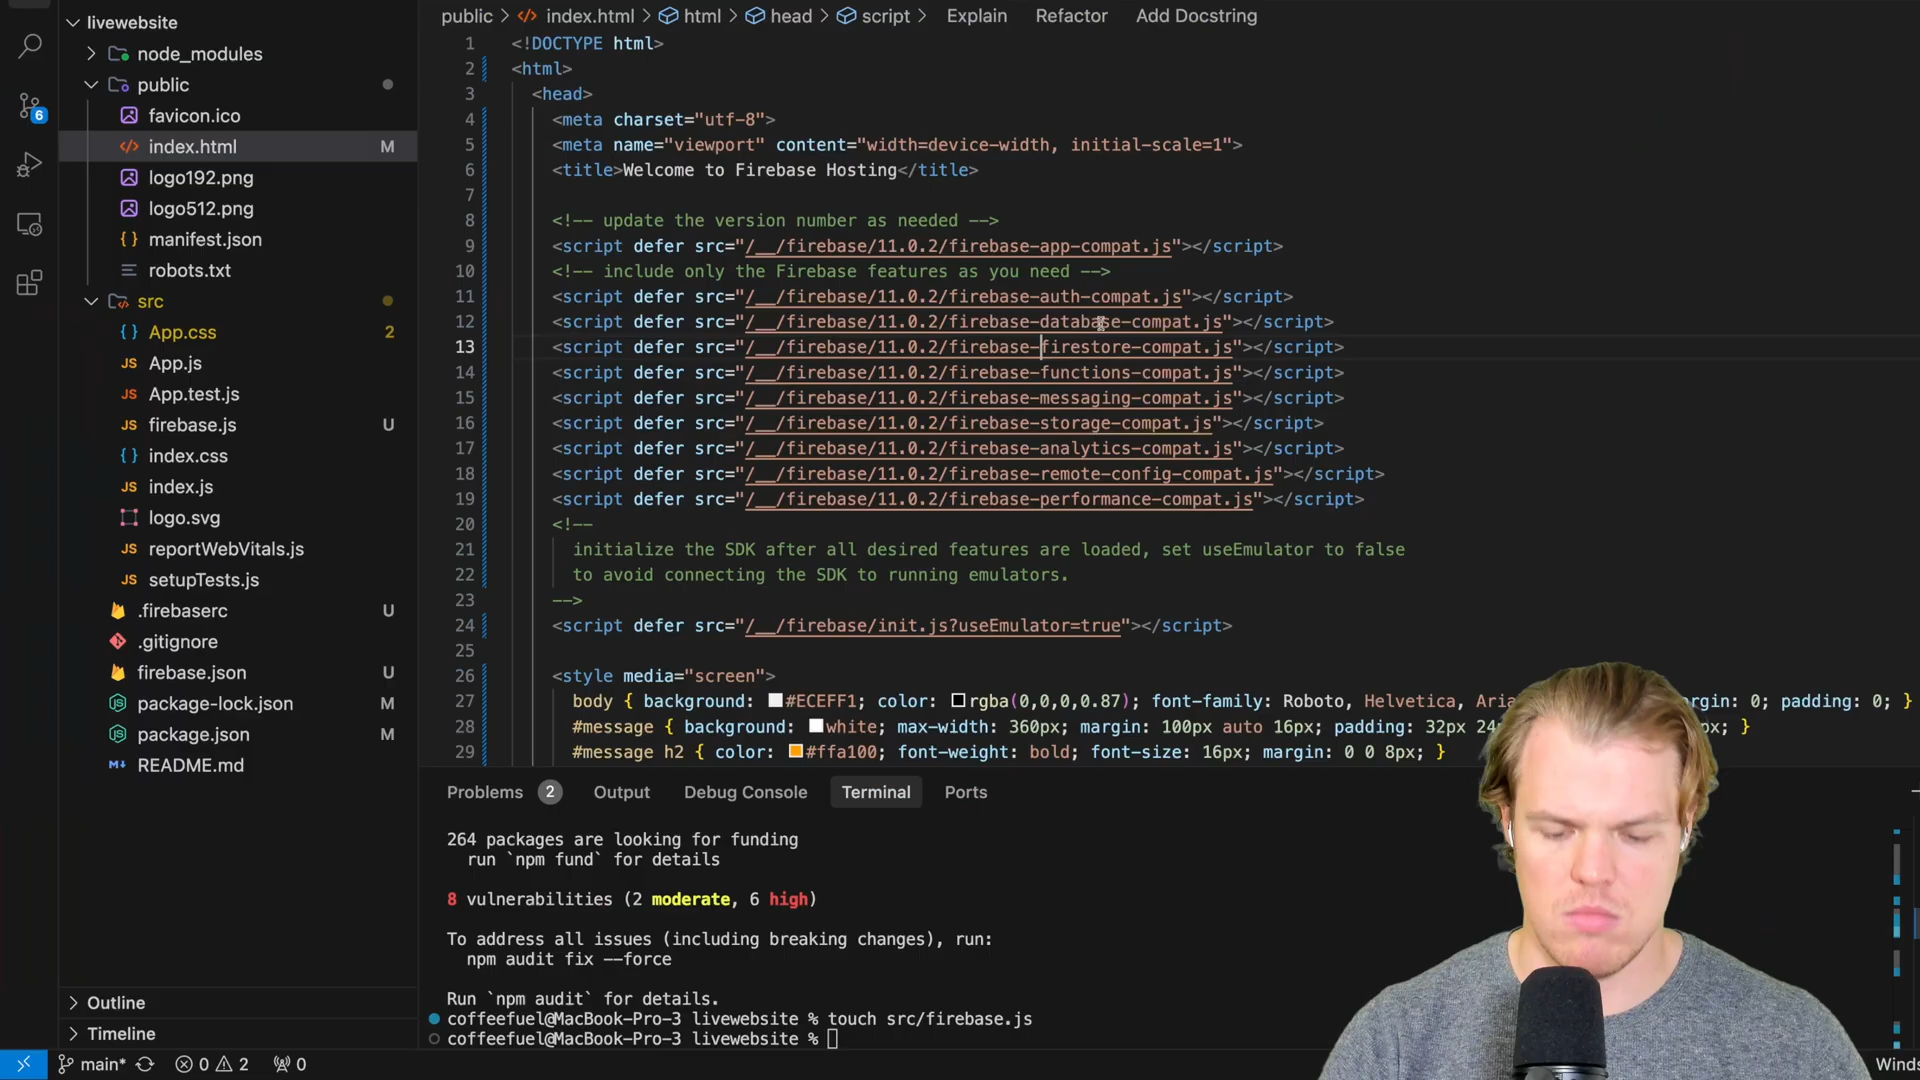 livewebsite
node_modules
public
favicon.ico
index.html M
logo192.png
logo512.png
manifest.json
robots.txt
src
App.css 2
App.js
App.test.js
firebase.js U
index.css
index.js
logo.svg
reportWebVitals.js
setupTests.js
.firebaserc U
.gitignore
firebase.json U
package-lock.json M
package.json M
README.md
Outline
Timeline
6
public > index.html > html > head > script > Explain Refactor Add Docstring
1 <!DOCTYPE html>
2 <html>
3 <head>
4 <meta charset="utf-8">
5 <meta name="viewport" content="width=device-width, initial-scale=1">
6 <title>Welcome to Firebase Hosting</title>
7
8 <!-- update the version number as needed -->
9 <script defer src="/__/firebase/11.0.2/firebase-app-compat.js"></script>
10 <!-- include only the Firebase features as you need -->
11 <script defer src="/__/firebase/11.0.2/firebase-auth-compat.js"></script>
12 <script defer src="/__/firebase/11.0.2/firebase-database-compat.js"></script>
13 <script defer src="/__/firebase/11.0.2/firebase-firestore-compat.js"></script>
14 <script defer src="/__/firebase/11.0.2/firebase-functions-compat.js"></script>
15 <script defer src="/__/firebase/11.0.2/firebase-messaging-compat.js"></script>
16 <script defer src="/__/firebase/11.0.2/firebase-storage-compat.js"></script>
17 <script defer src="/__/firebase/11.0.2/firebase-analytics-compat.js"></script>
18 <script defer src="/__/firebase/11.0.2/firebase-remote-config-compat.js"></script>
19 <script defer src="/__/firebase/11.0.2/firebase-performance-compat.js"></script>
20 <!--
21 initialize the SDK after all desired features are loaded, set useEmulator to false
22 to avoid connecting the SDK to running emulators.
23 -->
24 <script defer src="/__/firebase/init.js?useEmulator=true"></script>
25
26 <style media="screen">
27 body { background: #ECEFF1; color: rgba(0,0,0,0.87); font-family: Roboto, Helvetica, Aria rgin: 0; padding: 0; }
28 #message { background: white; max-width: 360px; margin: 100px auto 16px; padding: 32px 24 px; }
29 #message h2 { color: #ffa100; font-weight: bold; font-size: 16px; margin: 0 0 8px; }
Problems 2 Output Debug Console Terminal Ports
264 packages are looking for funding
run `npm fund` for details
8 vulnerabilities (2 moderate, 6 high)
To address all issues (including breaking changes), run:
npm audit fix --force
Run `npm audit` for details.
coffeefuel@MacBook-Pro-3 livewebsite % touch src/firebase.js
coffeefuel@MacBook-Pro-3 livewebsite %
main* 0 2 0 Winds